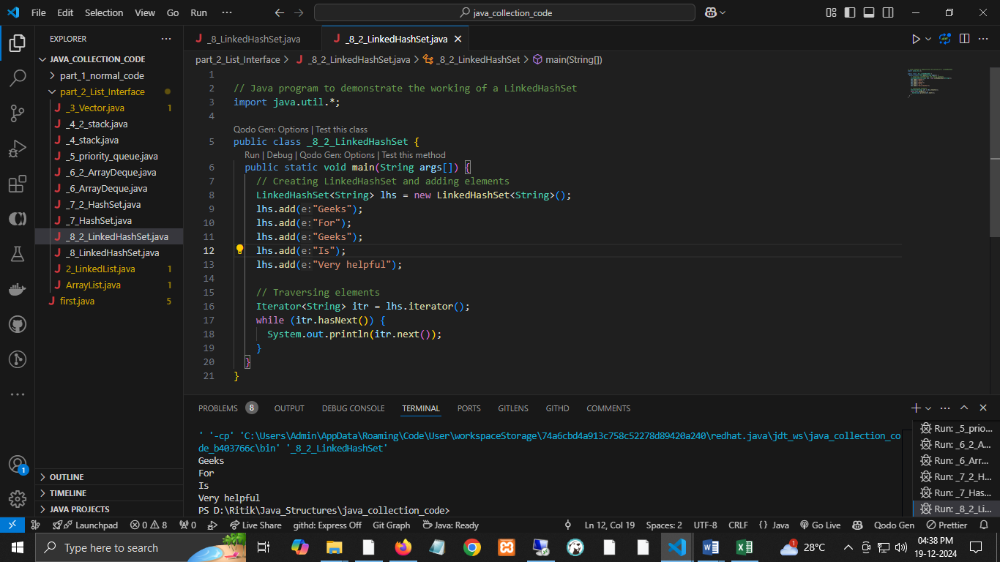 File Edit Selection View Go Run ··· java_collection_code
EXPLORER ···
JAVA_COLLECTION_CODE
part_1_normal_code
part_2_List_Interface
_3_Vector.java 1
_4_2_stack.java
_4_stack.java
_5_priority_queue.java
_6_2_ArrayDeque.java
_6_ArrayDeque.java
_7_2_HashSet.java
_7_HashSet.java
_8_2_LinkedHashSet.java
_8_LinkedHashSet.java
2_LinkedList.java 1
ArrayList.java 1
first.java 5
OUTLINE
TIMELINE
JAVA PROJECTS
_8_LinkedHashSet.java _8_2_LinkedHashSet.java
part_2_List_Interface > _8_2_LinkedHashSet.java > _8_2_LinkedHashSet > main(String[])
1
2 // Java program to demonstrate the working of a LinkedHashSet
3 import java.util.*;
4
Qodo Gen: Options | Test this class
5 public class _8_2_LinkedHashSet {
Run | Debug | Qodo Gen: Options | Test this method
6 public static void main(String args[]) {
7 // Creating LinkedHashSet and adding elements
8 LinkedHashSet<String> lhs = new LinkedHashSet<String>();
9 lhs.add(e:"Geeks");
10 lhs.add(e:"For");
11 lhs.add(e:"Geeks");
12 lhs.add(e:"Is");
13 lhs.add(e:"Very helpful");
14
15 // Traversing elements
16 Iterator<String> itr = lhs.iterator();
17 while (itr.hasNext()) {
18 System.out.println(itr.next());
19 }
20 }
21 }
PROBLEMS 8 OUTPUT DEBUG CONSOLE TERMINAL PORTS GITLENS GITHD COMMENTS
' '-cp' 'C:\Users\Admin\AppData\Roaming\Code\User\workspaceStorage\74a6cbd4a913c758c52278d89420a240\redhat.java\jdt_ws\java_collection_co
de_b403766c\bin' '_8_2_LinkedHashSet'
Geeks
For
Is
Very helpful
PS D:\Ritik\Java_Structures\java_collection_code>
Run: _5_prio...
Run: _6_2_A...
Run: _6_Arr...
Run: _7_2_H...
Run: _7_Has...
Run: _8_2_Li...
1
Launchpad 0 8 0 Live Share githd: Express Off Git Graph Java: Ready Ln 12, Col 19 Spaces: 2 UTF-8 CRLF {} Java Go Live Qodo Gen Prettier
Type here to search 1 28°C 04:38 PM
19-12-2024